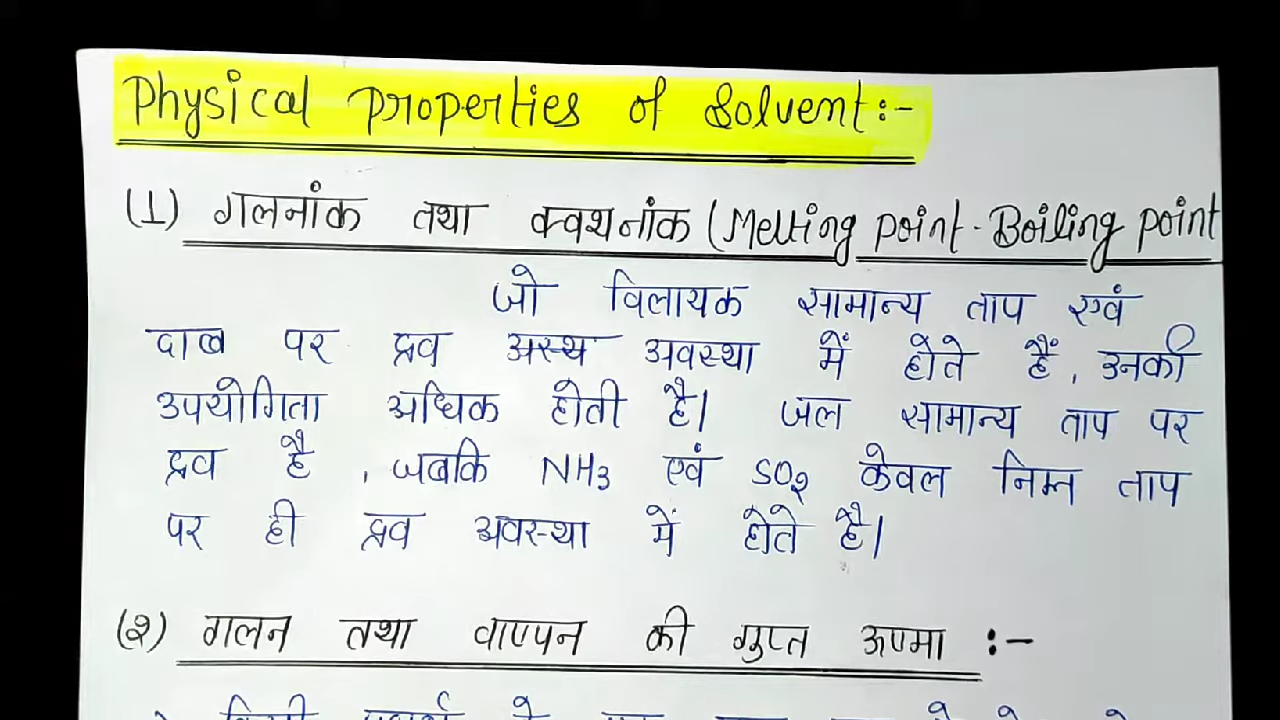 Physical Properties of Solvent:-
(1) गलनांक तथा क्वथनांक (Melting point - Boiling point
जो विलायक सामान्य ताप एवं
दाब पर द्रव अस्थ अवस्था में होते हैं, उनकी
उपयोगिता अधिक होती है। जल सामान्य ताप पर
द्रव है, जबकि NH3 एवं SO2 केवल निम्न ताप
पर ही द्रव अवस्था में होते है।
(2) गलन तथा वाष्पन की गुप्त ऊष्मा :-